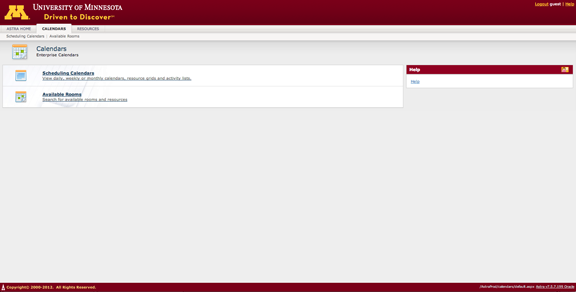 UNIVERSITY OF MINNESOTA
Driven to Discover℠
Logout guest | Help
ASTRA HOME CALENDARS RESOURCES
Scheduling Calendars | Available Rooms
Calendars
Enterprise Calendars
Scheduling Calendars
View daily, weekly or monthly calendars, resource grids and activity lists.
Available Rooms
Search for available rooms and resources
Help
Help
Copyright© 2000-2012. All Rights Reserved.
/AstraProd/calendars/default.aspx Astra v7.5.7.159 Oracle